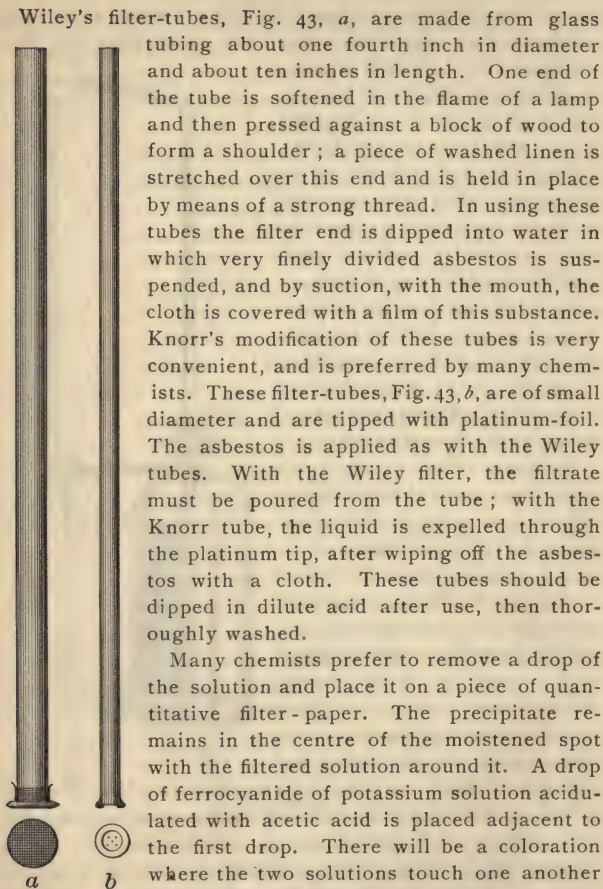 Wiley's filter-tubes, Fig. 43, a, are made from glass
tubing about one fourth inch in diameter
and about ten inches in length. One end of
the tube is softened in the flame of a lamp
and then pressed against a block of wood to
form a shoulder ; a piece of washed linen is
stretched over this end and is held in place
by means of a strong thread. In using these
tubes the filter end is dipped into water in
which very finely divided asbestos is sus-
pended, and by suction, with the mouth, the
cloth is covered with a film of this substance.
Knorr's modification of these tubes is very
convenient, and is preferred by many chem-
ists. These filter-tubes, Fig. 43, b, are of small
diameter and are tipped with platinum-foil.
The asbestos is applied as with the Wiley
tubes. With the Wiley filter, the filtrate
must be poured from the tube ; with the
Knorr tube, the liquid is expelled through
the platinum tip, after wiping off the asbes-
tos with a cloth. These tubes should be
dipped in dilute acid after use, then thor-
oughly washed.
Many chemists prefer to remove a drop of
the solution and place it on a piece of quan-
titative filter-paper. The precipitate re-
mains in the centre of the moistened spot
with the filtered solution around it. A drop
of ferrocyanide of potassium solution acidu-
lated with acetic acid is placed adjacent to
the first drop. There will be a coloration
where the two solutions touch one another
a b